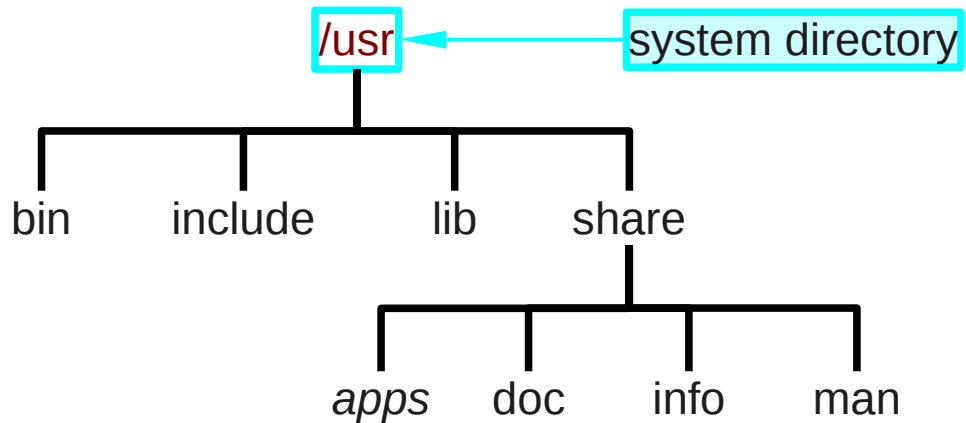 /usr system directory
bin include lib share
apps doc info man